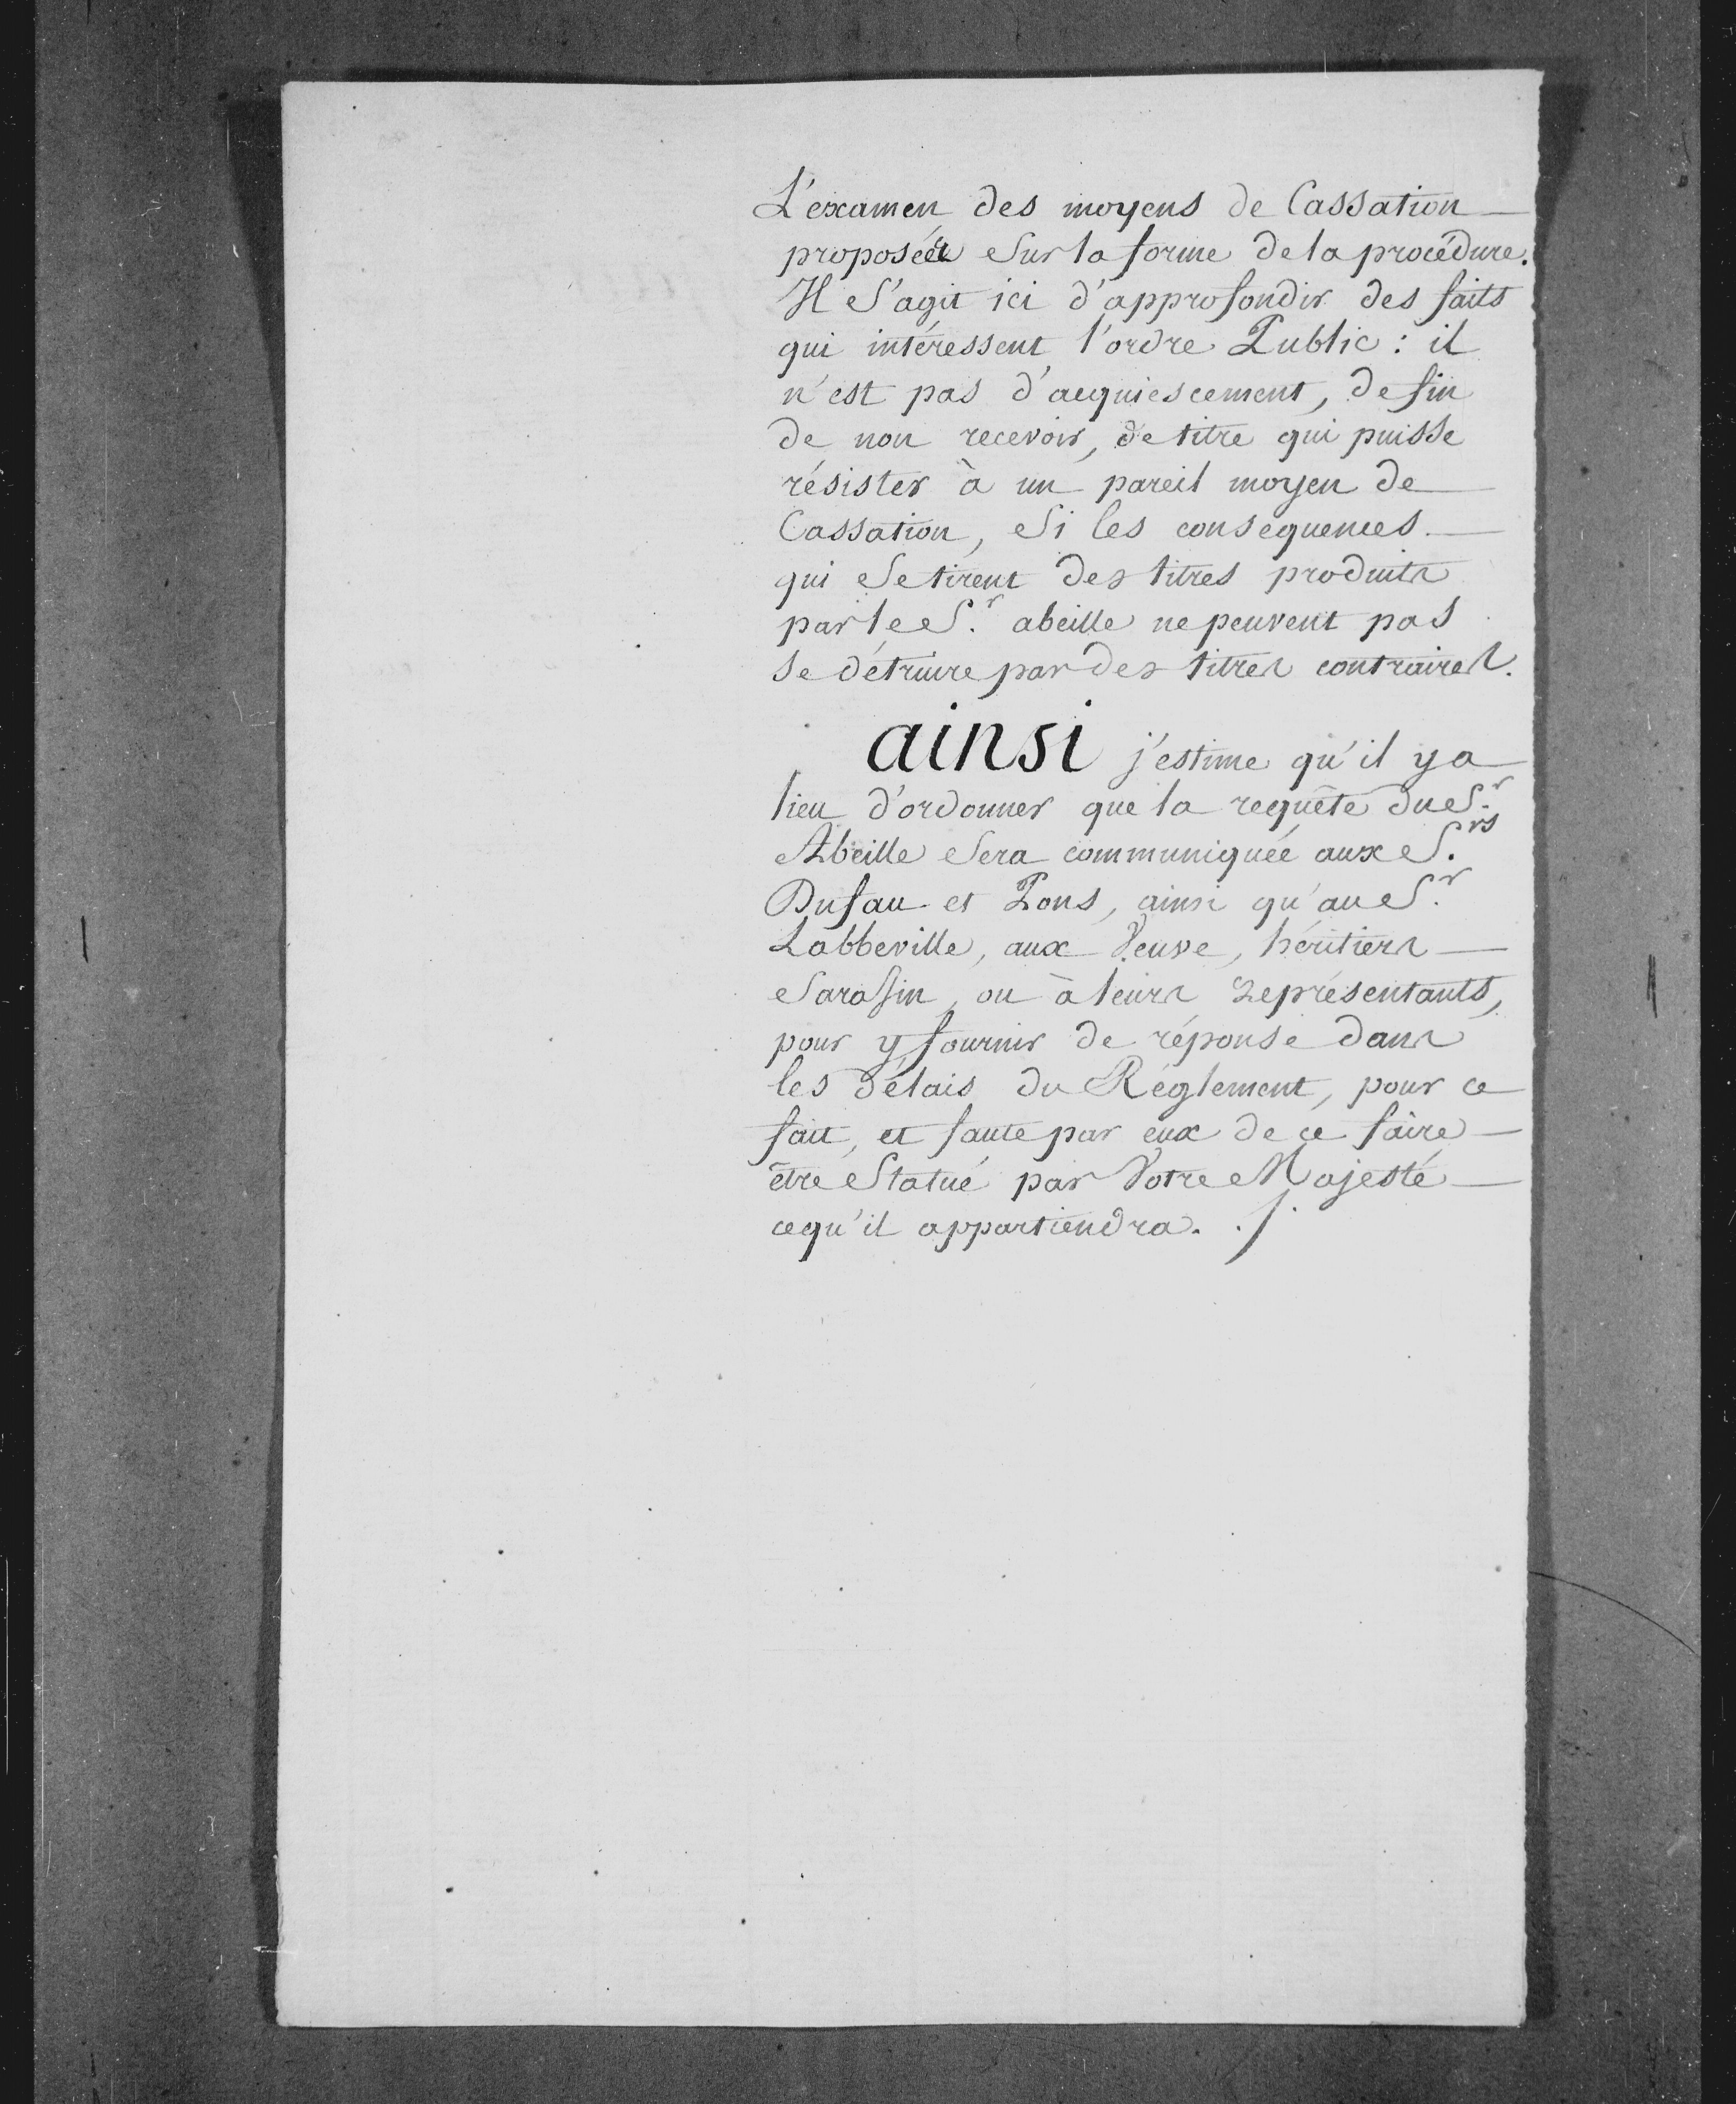 L'examen des moyens de Cassation
proposés Sur la forme de la procédure.
Il S'agit ici d'approfondir des faits
qui intéressent l'ordre Public : il
n'est pas d'acquiescement, de fin
de non recevoir, de titre qui puisse
résister à un pareil moyen de
Cassation, Si les consequences
qui Se tirent des titres produits
par le S.r abeille ne peuvent pas
se détruire par des titres contraires.
ainsi j'estime qu'il y a
lieu d'ordonner que la requête du S.r
Abeille Sera communiquée aux S.rs
Dufau et Pons, ainsi qu'au S.r
Labbeville, aux Veuve, héritiers
Sarassin, ou à leurs Représentants,
pour y fournir de réponse dans
les délais du Réglement, pour ce
fait, et faute par eux de ce faire
être Statué par Votre Majesté
ce qu'il appartiendra. ./.